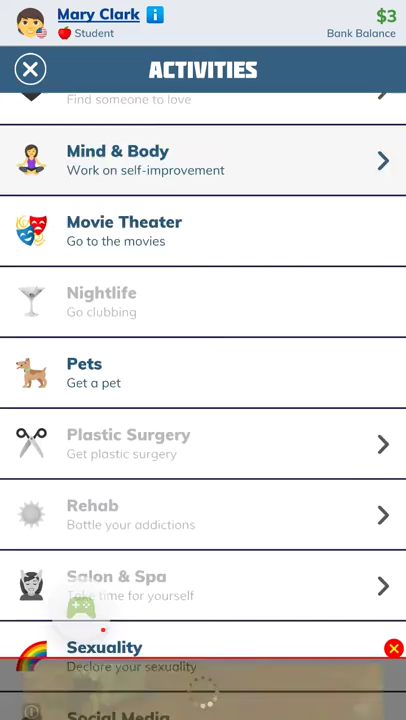 Mary Clark
$3
Student
Bank Balance
ACTIVITIES
Find someone to love
Mind & Body
Work on self-improvement
Movie Theater
Go to the movies
Nightlife
Go clubbing
Pets
Get a pet
Plastic Surgery
Get plastic surgery
Rehab
Battle your addictions
Salon & Spa
Take time for yourself
Sexuality
Declare your sexuality
Social Media